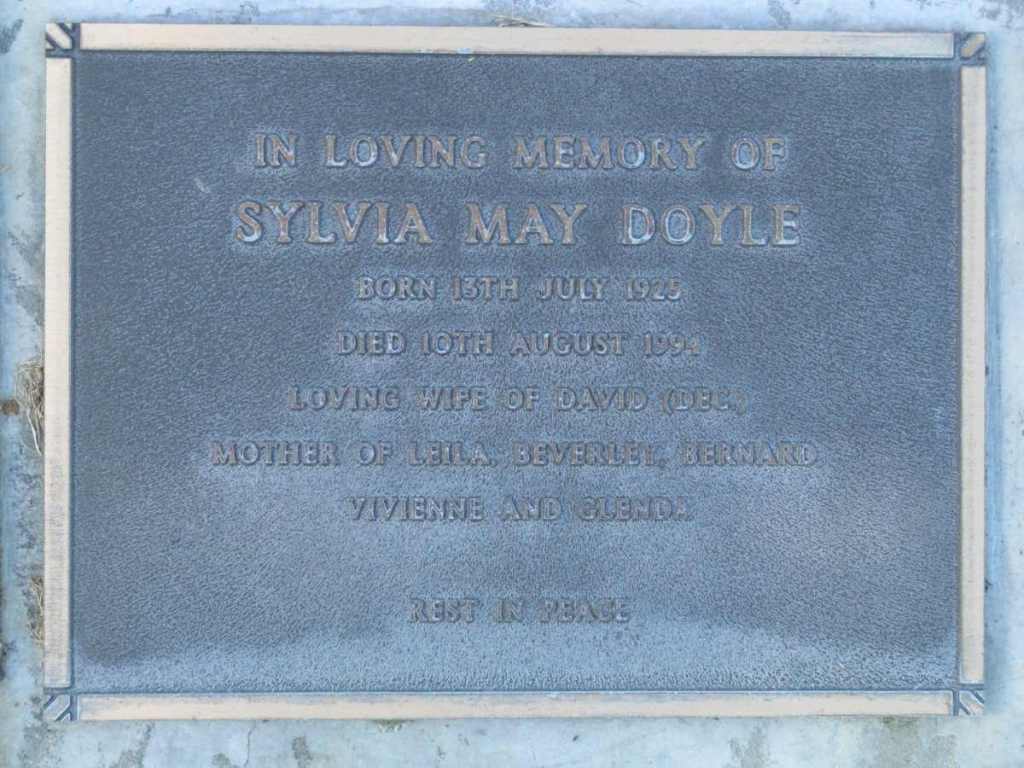 IN LOVING MEMORY OF
SYLVIA MAY DOYLE
BORN 13TH JULY 1925
DIED 10TH AUGUST 1994
LOVING WIFE OF DAVID (DEC.)
MOTHER OF LEILA, BEVERLEY, BERNARD
VIVIENNE AND GLENDA
REST IN PEACE